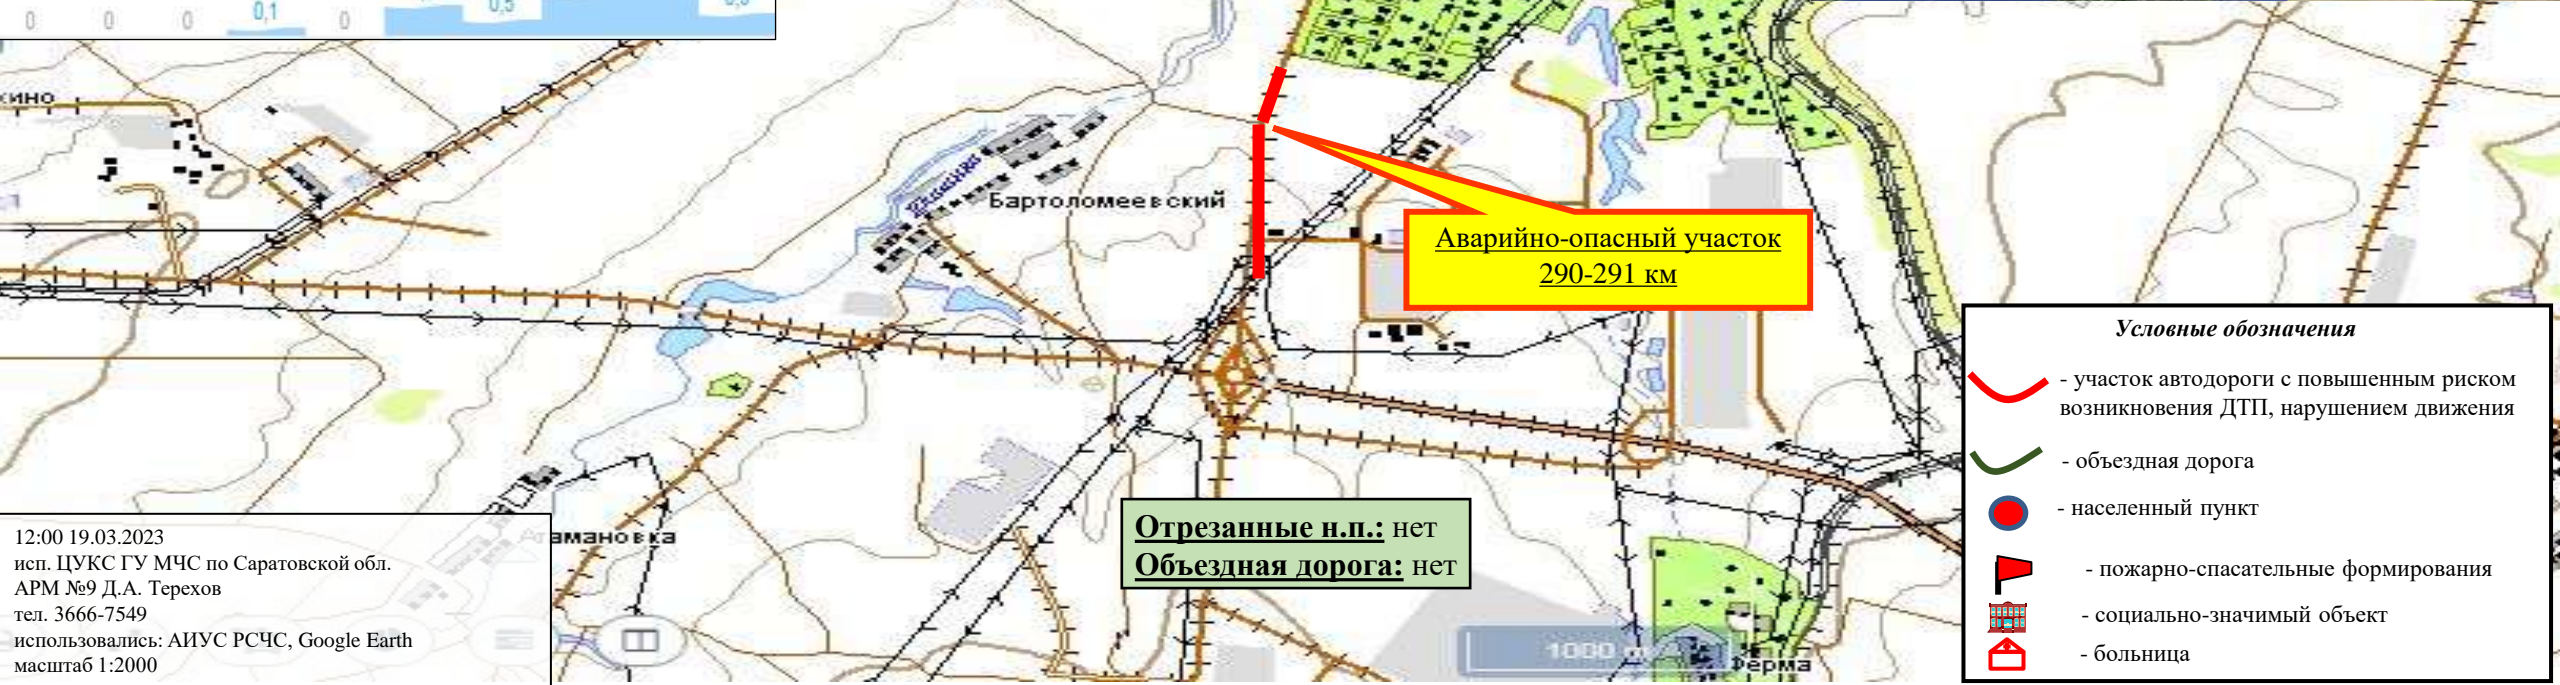 0 0 0 0,1 0 0,5
кино
Бартоломеевский
Аварийно-опасный участок
290-291 км
Условные обозначения
- участок автодороги с повышенным риском
возникновения ДТП, нарушением движения
- объездная дорога
- населенный пункт
- пожарно-спасательные формирования
- социально-значимый объект
- больница
Отрезанные н.п.: нет
Объездная дорога: нет
Атамановка
12:00 19.03.2023
исп. ЦУКС ГУ МЧС по Саратовской обл.
АРМ №9 Д.А. Терехов
тел. 3666-7549
использовались: АИУС РСЧС, Google Earth
масштаб 1:2000
1000 m
Ферма